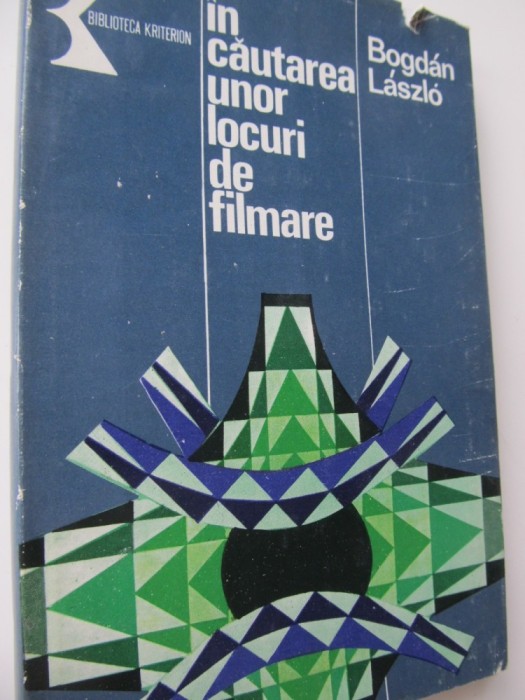 BIBLIOTECA KRITERION
în
căutarea
unor
locuri
de
filmare
Bogdán
László